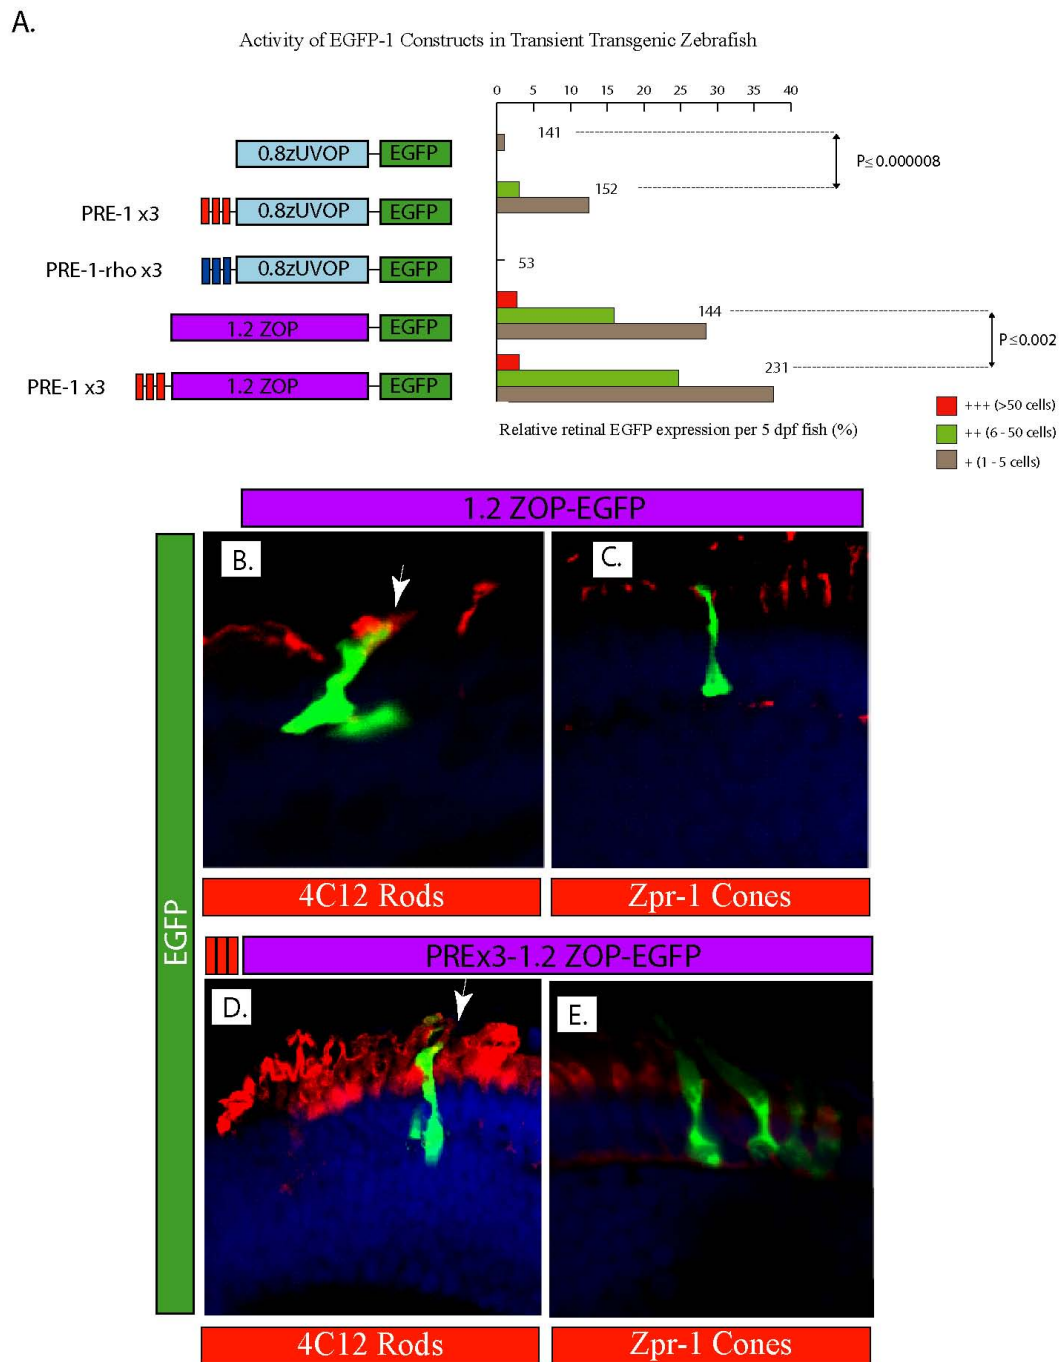 A.
Activity of EGFP-1 Constructs in Transient Transgenic Zebrafish
0 5 10 15 20 25 30 35 40
0.8zUVOP EGFP 141
P≤0.000008
PRE-1 x3 0.8zUVOP EGFP 152
PRE-1-rho x3 0.8zUVOP EGFP 53
1.2 ZOP EGFP 144
P≤0.002
PRE-1 x3 1.2 ZOP EGFP 231
+++ (>50 cells)
++ (6 - 50 cells)
+ (1 - 5 cells)
Relative retinal EGFP expression per 5 dpf fish (%)
1.2 ZOP-EGFP
B. C.
4C12 Rods Zpr-1 Cones
EGFP
PREx3-1.2 ZOP-EGFP
D. E.
4C12 Rods Zpr-1 Cones